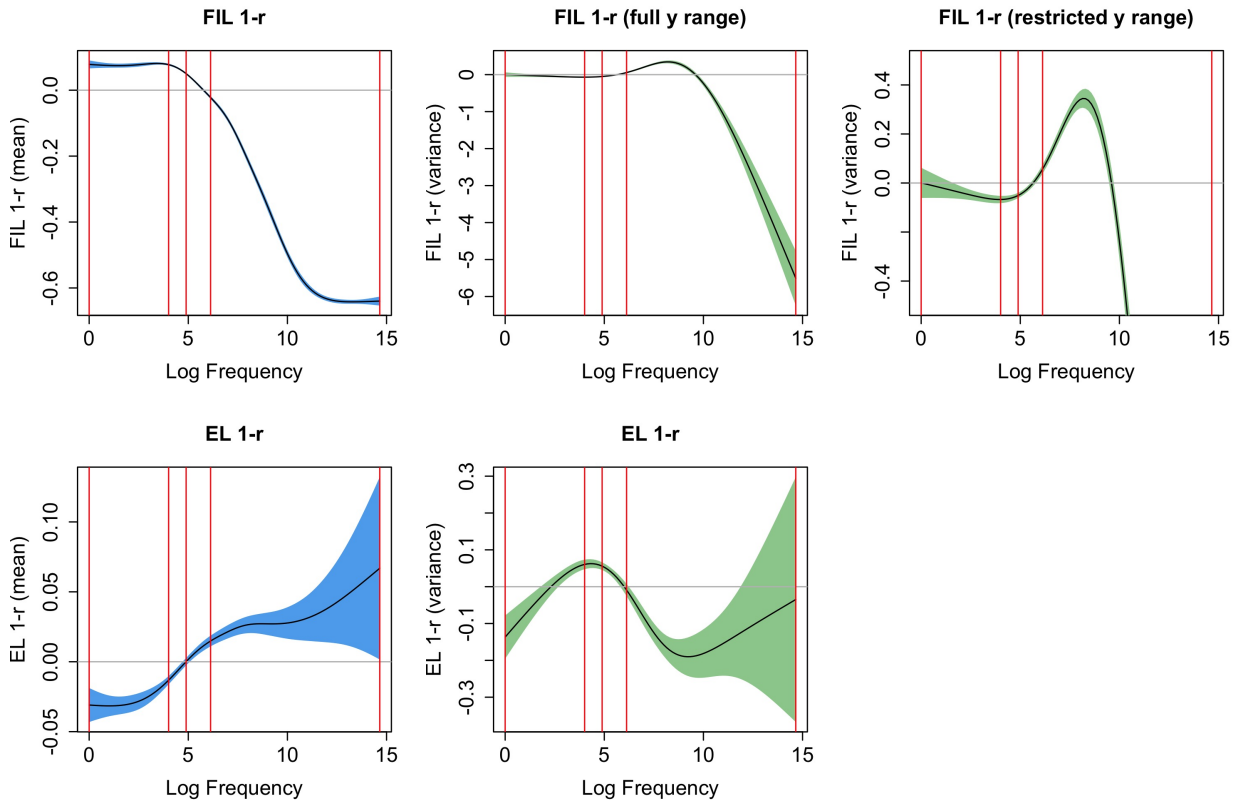 FIL 1-r
FIL 1-r (mean)
0.0
-0.2
-0.4
-0.6
0 5 10 15
Log Frequency
FIL 1-r (full y range)
FIL 1-r (variance)
0
-1
-2
-3
-4
-5
-6
0 5 10 15
Log Frequency
FIL 1-r (restricted y range)
FIL 1-r (variance)
0.4
0.2
0.0
-0.4
0 5 10 15
Log Frequency
EL 1-r
EL 1-r (mean)
0.10
0.05
0.00
-0.05
0 5 10 15
Log Frequency
EL 1-r
EL 1-r (variance)
0.3
0.1
-0.1
-0.3
0 5 10 15
Log Frequency